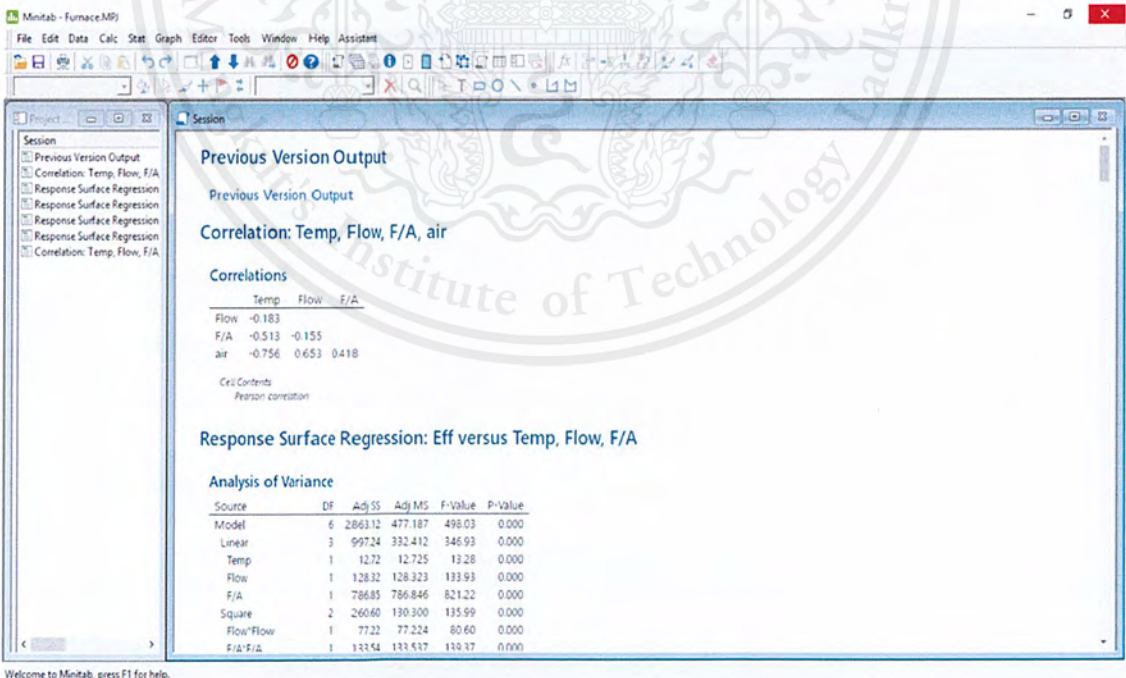 Minitab - Furnace.MPJ
File Edit Data Calc Stat Graph Editor Tools Window Help Assistant
Project ...
Session
Previous Version Output
Correlation: Temp, Flow, F/A
Response Surface Regression
Response Surface Regression
Response Surface Regression
Response Surface Regression
Correlation: Temp, Flow, F/A
Session
Previous Version Output
Previous Version Output
Correlation: Temp, Flow, F/A, air
Correlations
Temp Flow F/A
Flow -0.183
F/A -0.513 -0.155
air -0.756 0.653 0.418
Cell Contents
Pearson correlation
Response Surface Regression: Eff versus Temp, Flow, F/A
Analysis of Variance
Source DF Adj SS Adj MS F-Value P-Value
Model 6 2863.12 477.187 498.03 0.000
Linear 3 997.24 332.412 346.93 0.000
Temp 1 12.72 12.725 13.28 0.000
Flow 1 128.32 128.323 133.93 0.000
F/A 1 786.85 786.846 821.22 0.000
Square 2 260.60 130.300 135.99 0.000
Flow*Flow 1 77.22 77.224 80.60 0.000
F/A*F/A 1 133.54 133.537 139.37 0.000
Welcome to Minitab, press F1 for help.
Institute of Technology